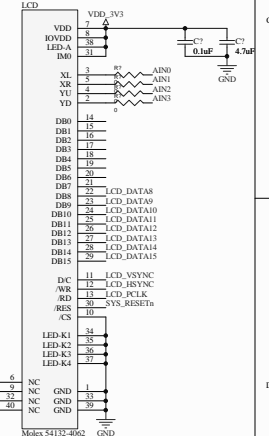 LCD
VDD_3V3
VDD 7
IOVDD 8
LED-A 38
IM0 31
C? 0.1uF
C? 4.7uF
GND
XL 3 R? AIN0
XR 5 AIN1
YU 4 AIN2
YD 2 AIN3
0
DB0 14
DB1 15
DB2 16
DB3 17
DB4 18
DB5 19
DB6 20
DB7 21
DB8 22 LCD_DATA8
DB9 23 LCD_DATA9
DB10 24 LCD_DATA10
DB11 25 LCD_DATA11
DB12 26 LCD_DATA12
DB13 27 LCD_DATA13
DB14 28 LCD_DATA14
DB15 29 LCD_DATA15
D/C 11 LCD_VSYNC
/WR 12 LCD_HSYNC
/RD 13 LCD_PCLK
/RES 30 SYS_RESETn
/CS 10
LED-K1 34
LED-K2 35
LED-K3 36
LED-K4 37
6 NC
9 NC GND 1
32 NC GND 33
40 NC GND 39
Molex 54132-4062 GND